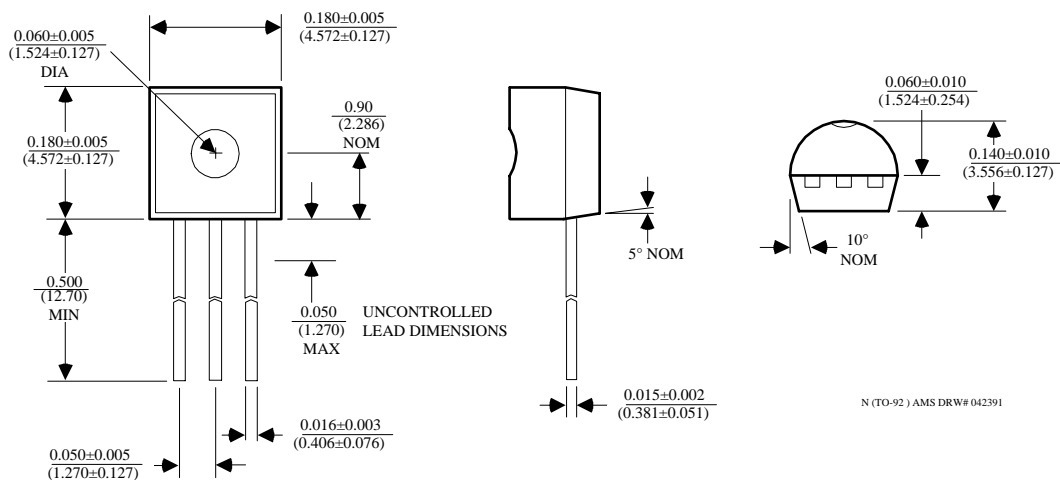 0.180±0.005
(4.572±0.127)
0.060±0.005
(1.524±0.127)
DIA
0.90
(2.286)
NOM
0.180±0.005
(4.572±0.127)
0.060±0.010
(1.524±0.254)
0.140±0.010
(3.556±0.127)
5° NOM
10°
NOM
0.500
(12.70)
MIN
0.050
(1.270)
MAX
UNCONTROLLED
LEAD DIMENSIONS
0.015±0.002
(0.381±0.051)
N (TO-92 ) AMS DRW# 042391
0.016±0.003
(0.406±0.076)
0.050±0.005
(1.270±0.127)